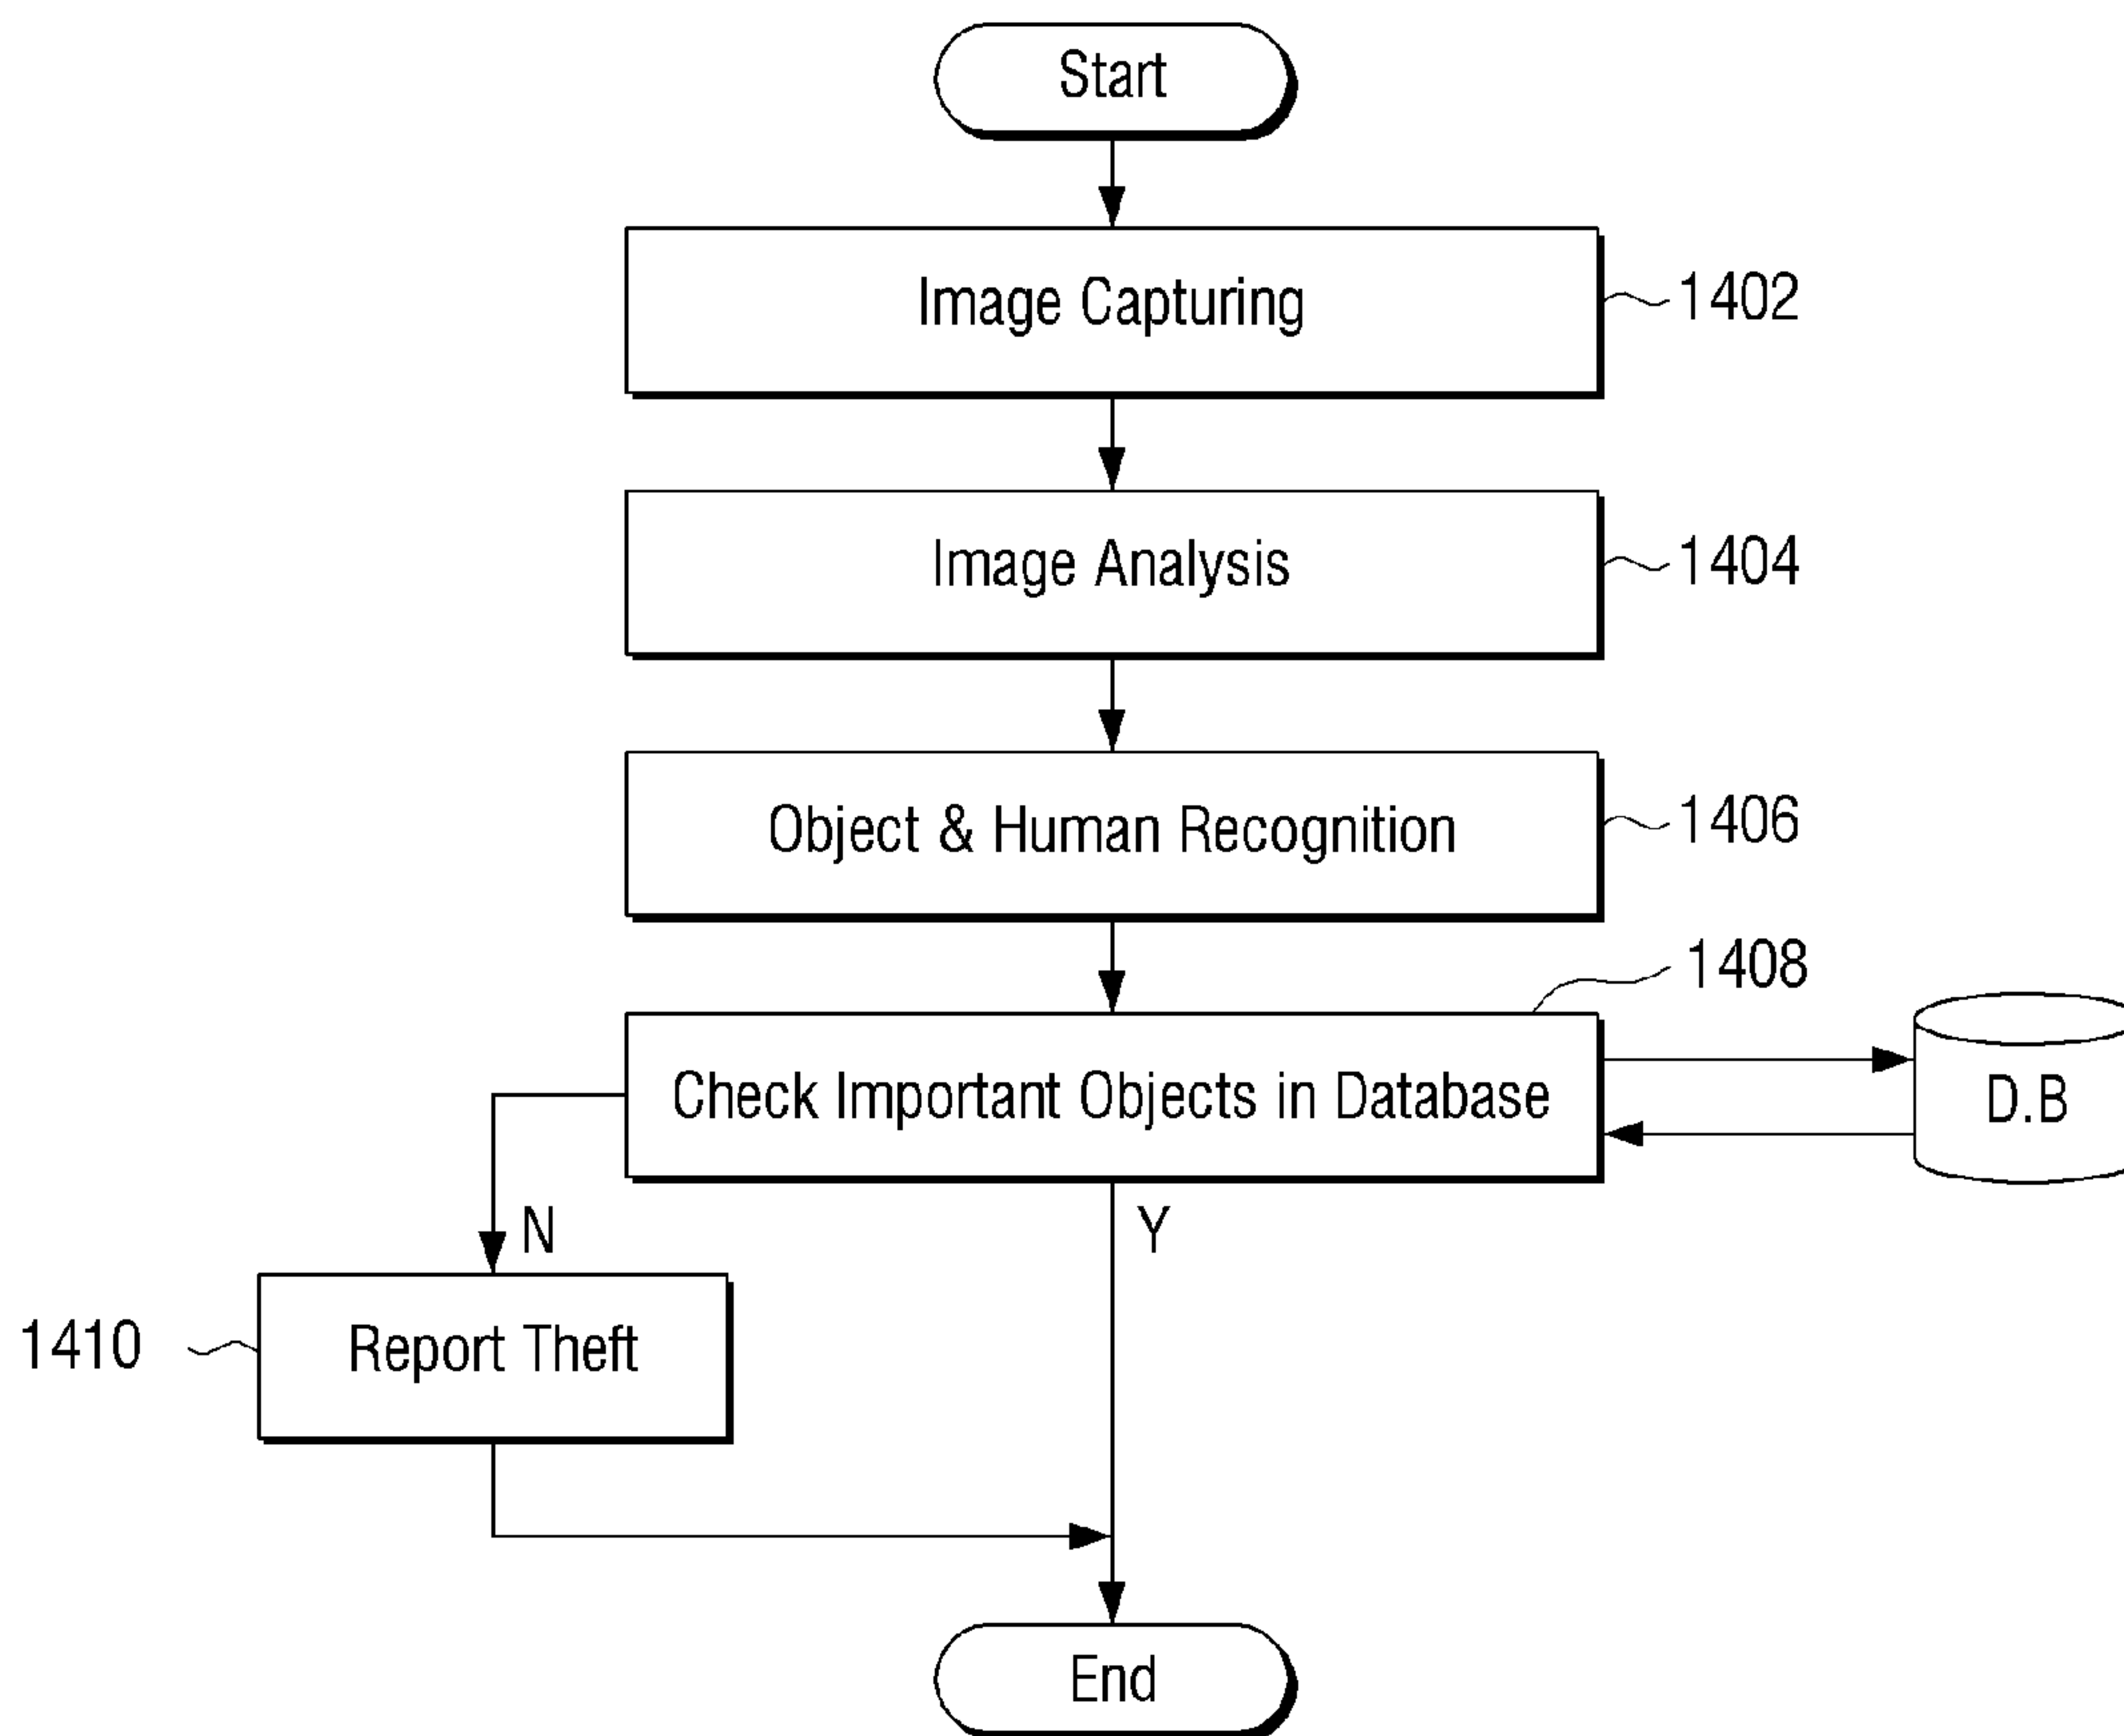 Start
Image Capturing
1402
Image Analysis
1404
Object & Human Recognition
1406
1408
Check Important Objects in Database
D.B
N
Y
1410
Report Theft
End